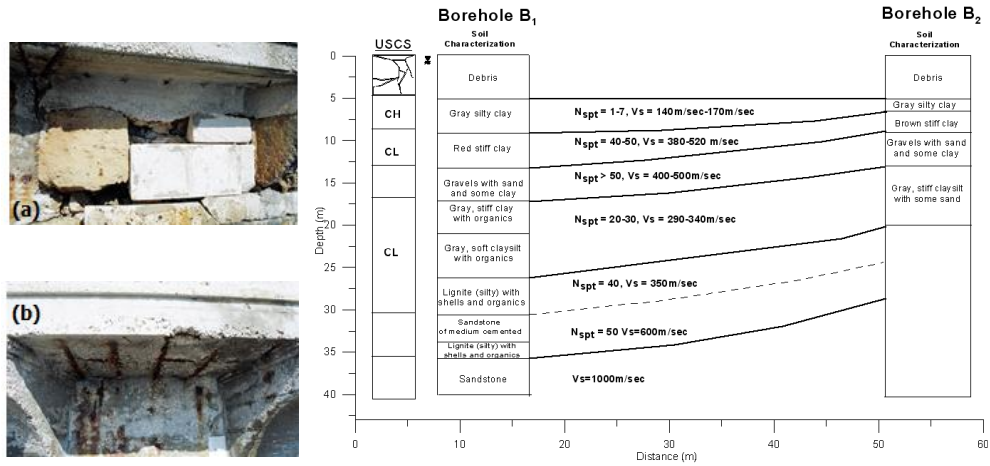 (a)
(b)
Borehole B1
Borehole B2
USCS
Soil
Characterization
Soil
Characterization
CH
CL
CL
Debris
Gray silty clay
Red stiff clay
Gravels with sand
and some clay
Gray, stiff clay
with organics
Gray, soft claysilt
with organics
Lignite (silty) with
shells and organics
Sandstone
of medium cemented
Lignite (silty) with
shells and organics
Sandstone
Nspt = 1-7, Vs = 140m/sec-170m/sec
Nspt = 40-50, Vs = 380-520 m/sec
Nspt > 50, Vs = 400-500m/sec
Nspt = 20-30, Vs = 290-340m/sec
Nspt = 40, Vs = 350m/sec
Nspt = 50 Vs=600m/sec
Vs=1000m/sec
Debris
Gray silty clay
Brown stiff clay
Gravels with sand
and some clay
Gray, stiff claysilt
with some sand
Depth (m)
0
5
10
15
20
25
30
35
40
0
10
20
30
40
50
60
Distance (m)